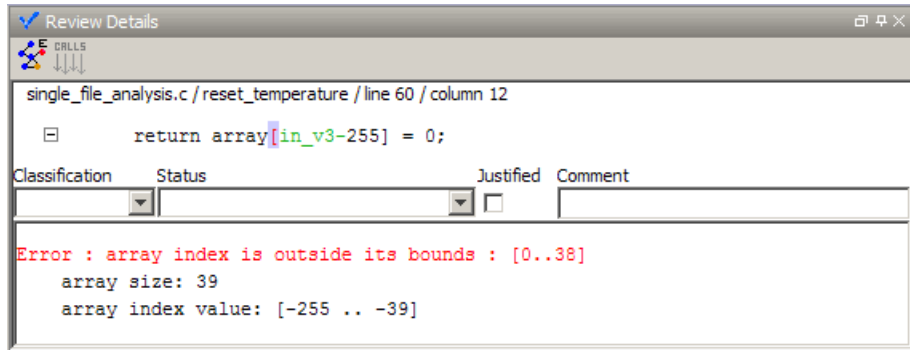 Review Details
E CALLS
single_file_analysis.c / reset_temperature / line 60 / column 12
return array[in_v3-255] = 0;
Classification Status Justified Comment
Error : array index is outside its bounds : [0..38]
array size: 39
array index value: [-255 .. -39]